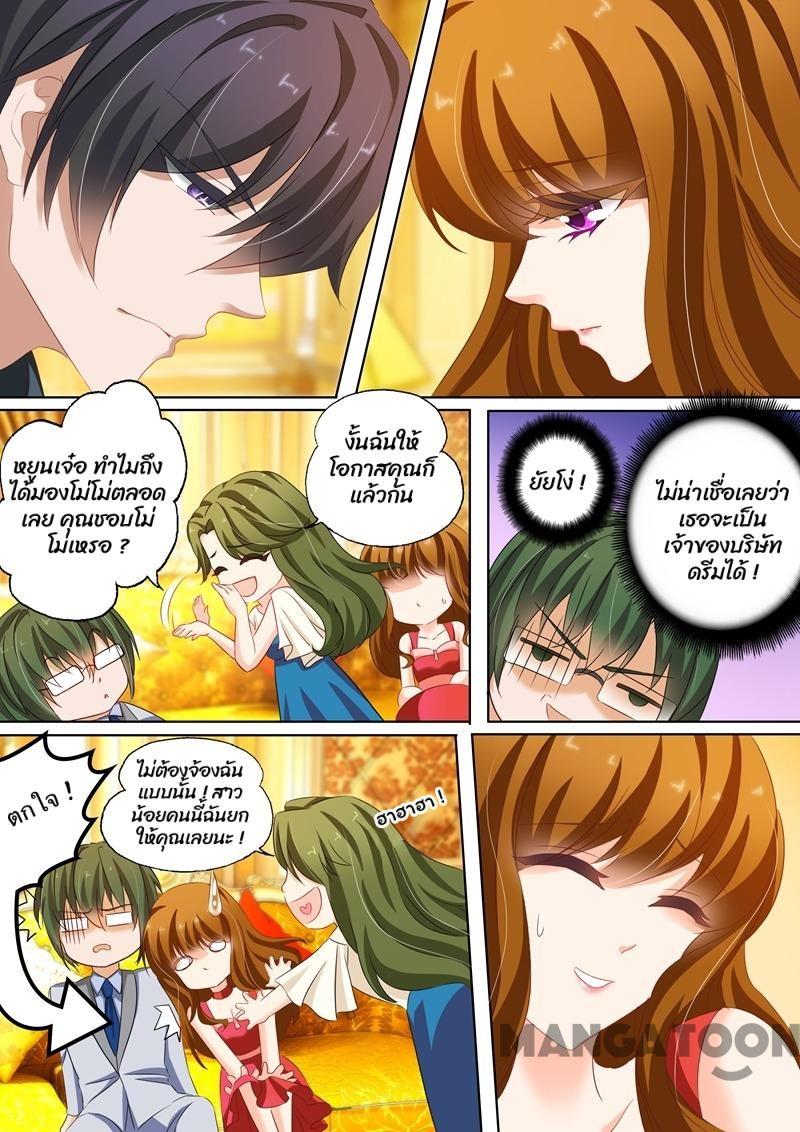 หยูนเจ๋อ ทำไมถึง
ได้มองโม่โม่ตลอด
เลย คุณชอบโม่
โม่เหรอ ?
งั้นฉันให้
โอกาสคุณก็
แล้วกัน
ยัยโง่ !
ไม่น่าเชื่อเลยว่า
เธอจะเป็น
เจ้าของบริษัท
ดรีมได้ !
ตกใจ !
ไม่ต้องจ้องฉัน
แบบนั้น ! สาว
น้อยคนนี้ฉันยก
ให้คุณเลยนะ !
ฮาฮาฮา !
MANGATOON